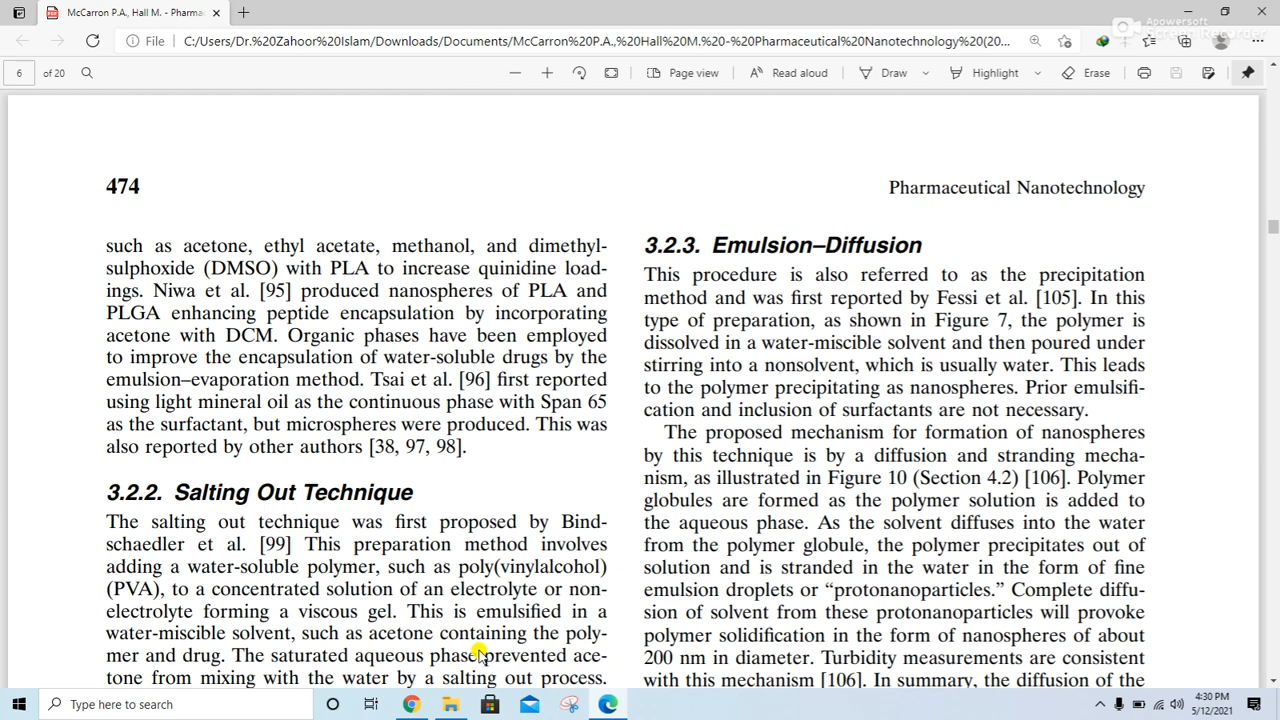 McCarron P.A., Hall M. - Pharma
Apowersoft
Screen Recorder
File
C:/Users/Dr.%20Zahoor%20Islam/Downloads/Documents/McCarron%20P.A.,%20Hall%20M.%20-%20Pharmaceutical%20Nanotechnology%20(20...
6
of 20
Page view
Read aloud
Draw
Highlight
Erase
474
Pharmaceutical Nanotechnology
such as acetone, ethyl acetate, methanol, and dimethyl-
sulphoxide (DMSO) with PLA to increase quinidine load-
ings. Niwa et al. [95] produced nanospheres of PLA and
PLGA enhancing peptide encapsulation by incorporating
acetone with DCM. Organic phases have been employed
to improve the encapsulation of water-soluble drugs by the
emulsion–evaporation method. Tsai et al. [96] first reported
using light mineral oil as the continuous phase with Span 65
as the surfactant, but microspheres were produced. This was
also reported by other authors [38, 97, 98].
3.2.2. Salting Out Technique
The salting out technique was first proposed by Bind-
schaedler et al. [99] This preparation method involves
adding a water-soluble polymer, such as poly(vinylalcohol)
(PVA), to a concentrated solution of an electrolyte or non-
electrolyte forming a viscous gel. This is emulsified in a
water-miscible solvent, such as acetone containing the poly-
mer and drug. The saturated aqueous phase prevented ace-
tone from mixing with the water by a salting out process.
3.2.3. Emulsion–Diffusion
This procedure is also referred to as the precipitation
method and was first reported by Fessi et al. [105]. In this
type of preparation, as shown in Figure 7, the polymer is
dissolved in a water-miscible solvent and then poured under
stirring into a nonsolvent, which is usually water. This leads
to the polymer precipitating as nanospheres. Prior emulsifi-
cation and inclusion of surfactants are not necessary.
The proposed mechanism for formation of nanospheres
by this technique is by a diffusion and stranding mecha-
nism, as illustrated in Figure 10 (Section 4.2) [106]. Polymer
globules are formed as the polymer solution is added to
the aqueous phase. As the solvent diffuses into the water
from the polymer globule, the polymer precipitates out of
solution and is stranded in the water in the form of fine
emulsion droplets or “protonanoparticles.” Complete diffu-
sion of solvent from these protonanoparticles will provoke
polymer solidification in the form of nanospheres of about
200 nm in diameter. Turbidity measurements are consistent
with this mechanism [106]. In summary, the diffusion of the
Type here to search
4:30 PM
5/12/2021